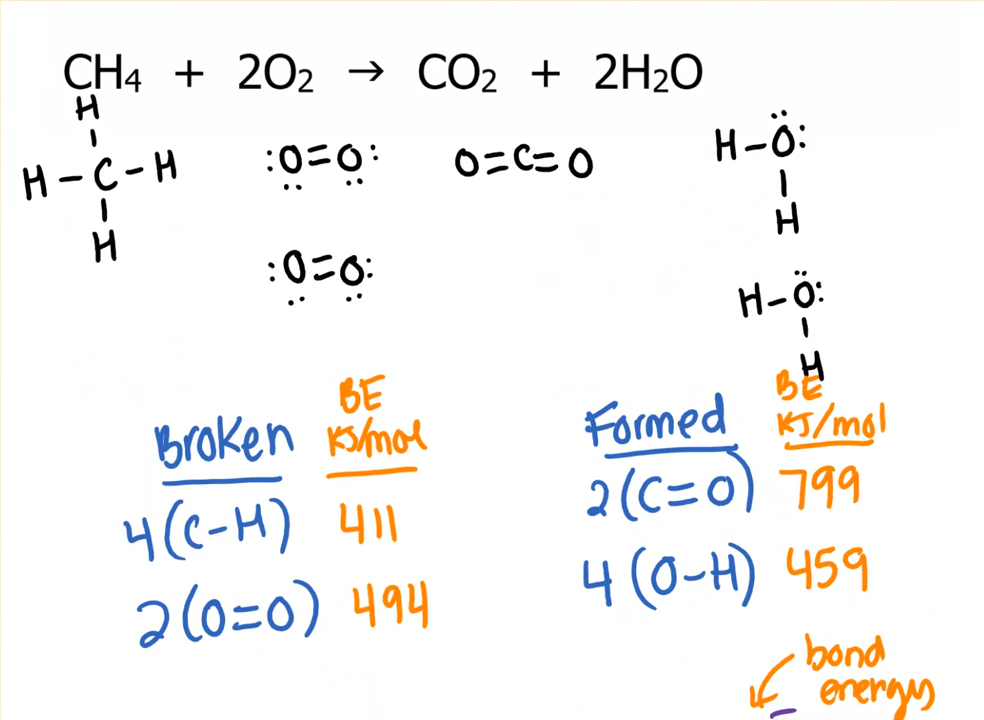 CH4 + 2O2 → CO2 + 2H2O
H
H–C–H
H
:O=O:
:O=O:
O=C=O
H–O:
H
H–O:
H
Broken
BE
KJ/mol
4(C–H) 411
2(O=O) 494
Formed
BE
KJ/mol
2(C=O) 799
4(O–H) 459
bond
energy